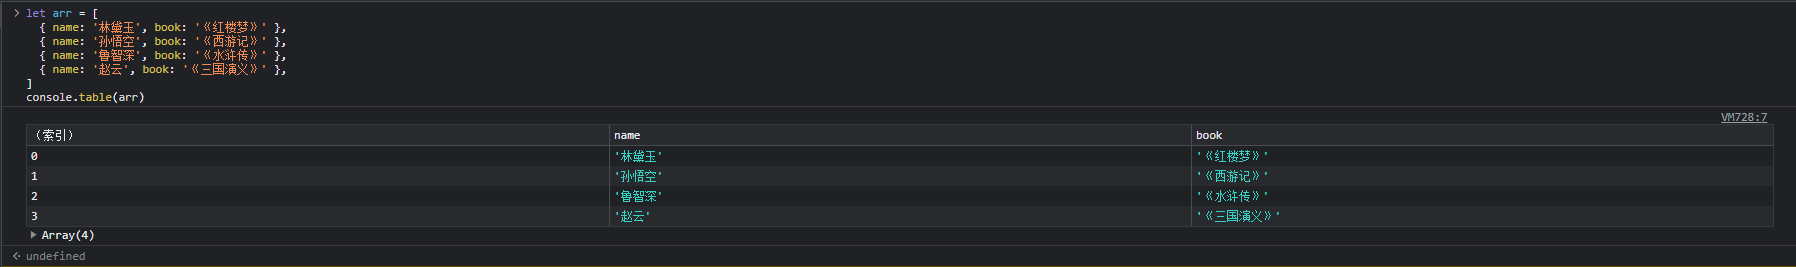 let arr = [
{ name: '林黛玉', book: '《红楼梦》' },
{ name: '孙悟空', book: '《西游记》' },
{ name: '鲁智深', book: '《水浒传》' },
{ name: '赵云', book: '《三国演义》' },
]
console.table(arr)
VM728:7
（索引） name book
0 '林黛玉' '《红楼梦》'
1 '孙悟空' '《西游记》'
2 '鲁智深' '《水浒传》'
3 '赵云' '《三国演义》'
Array(4)
undefined